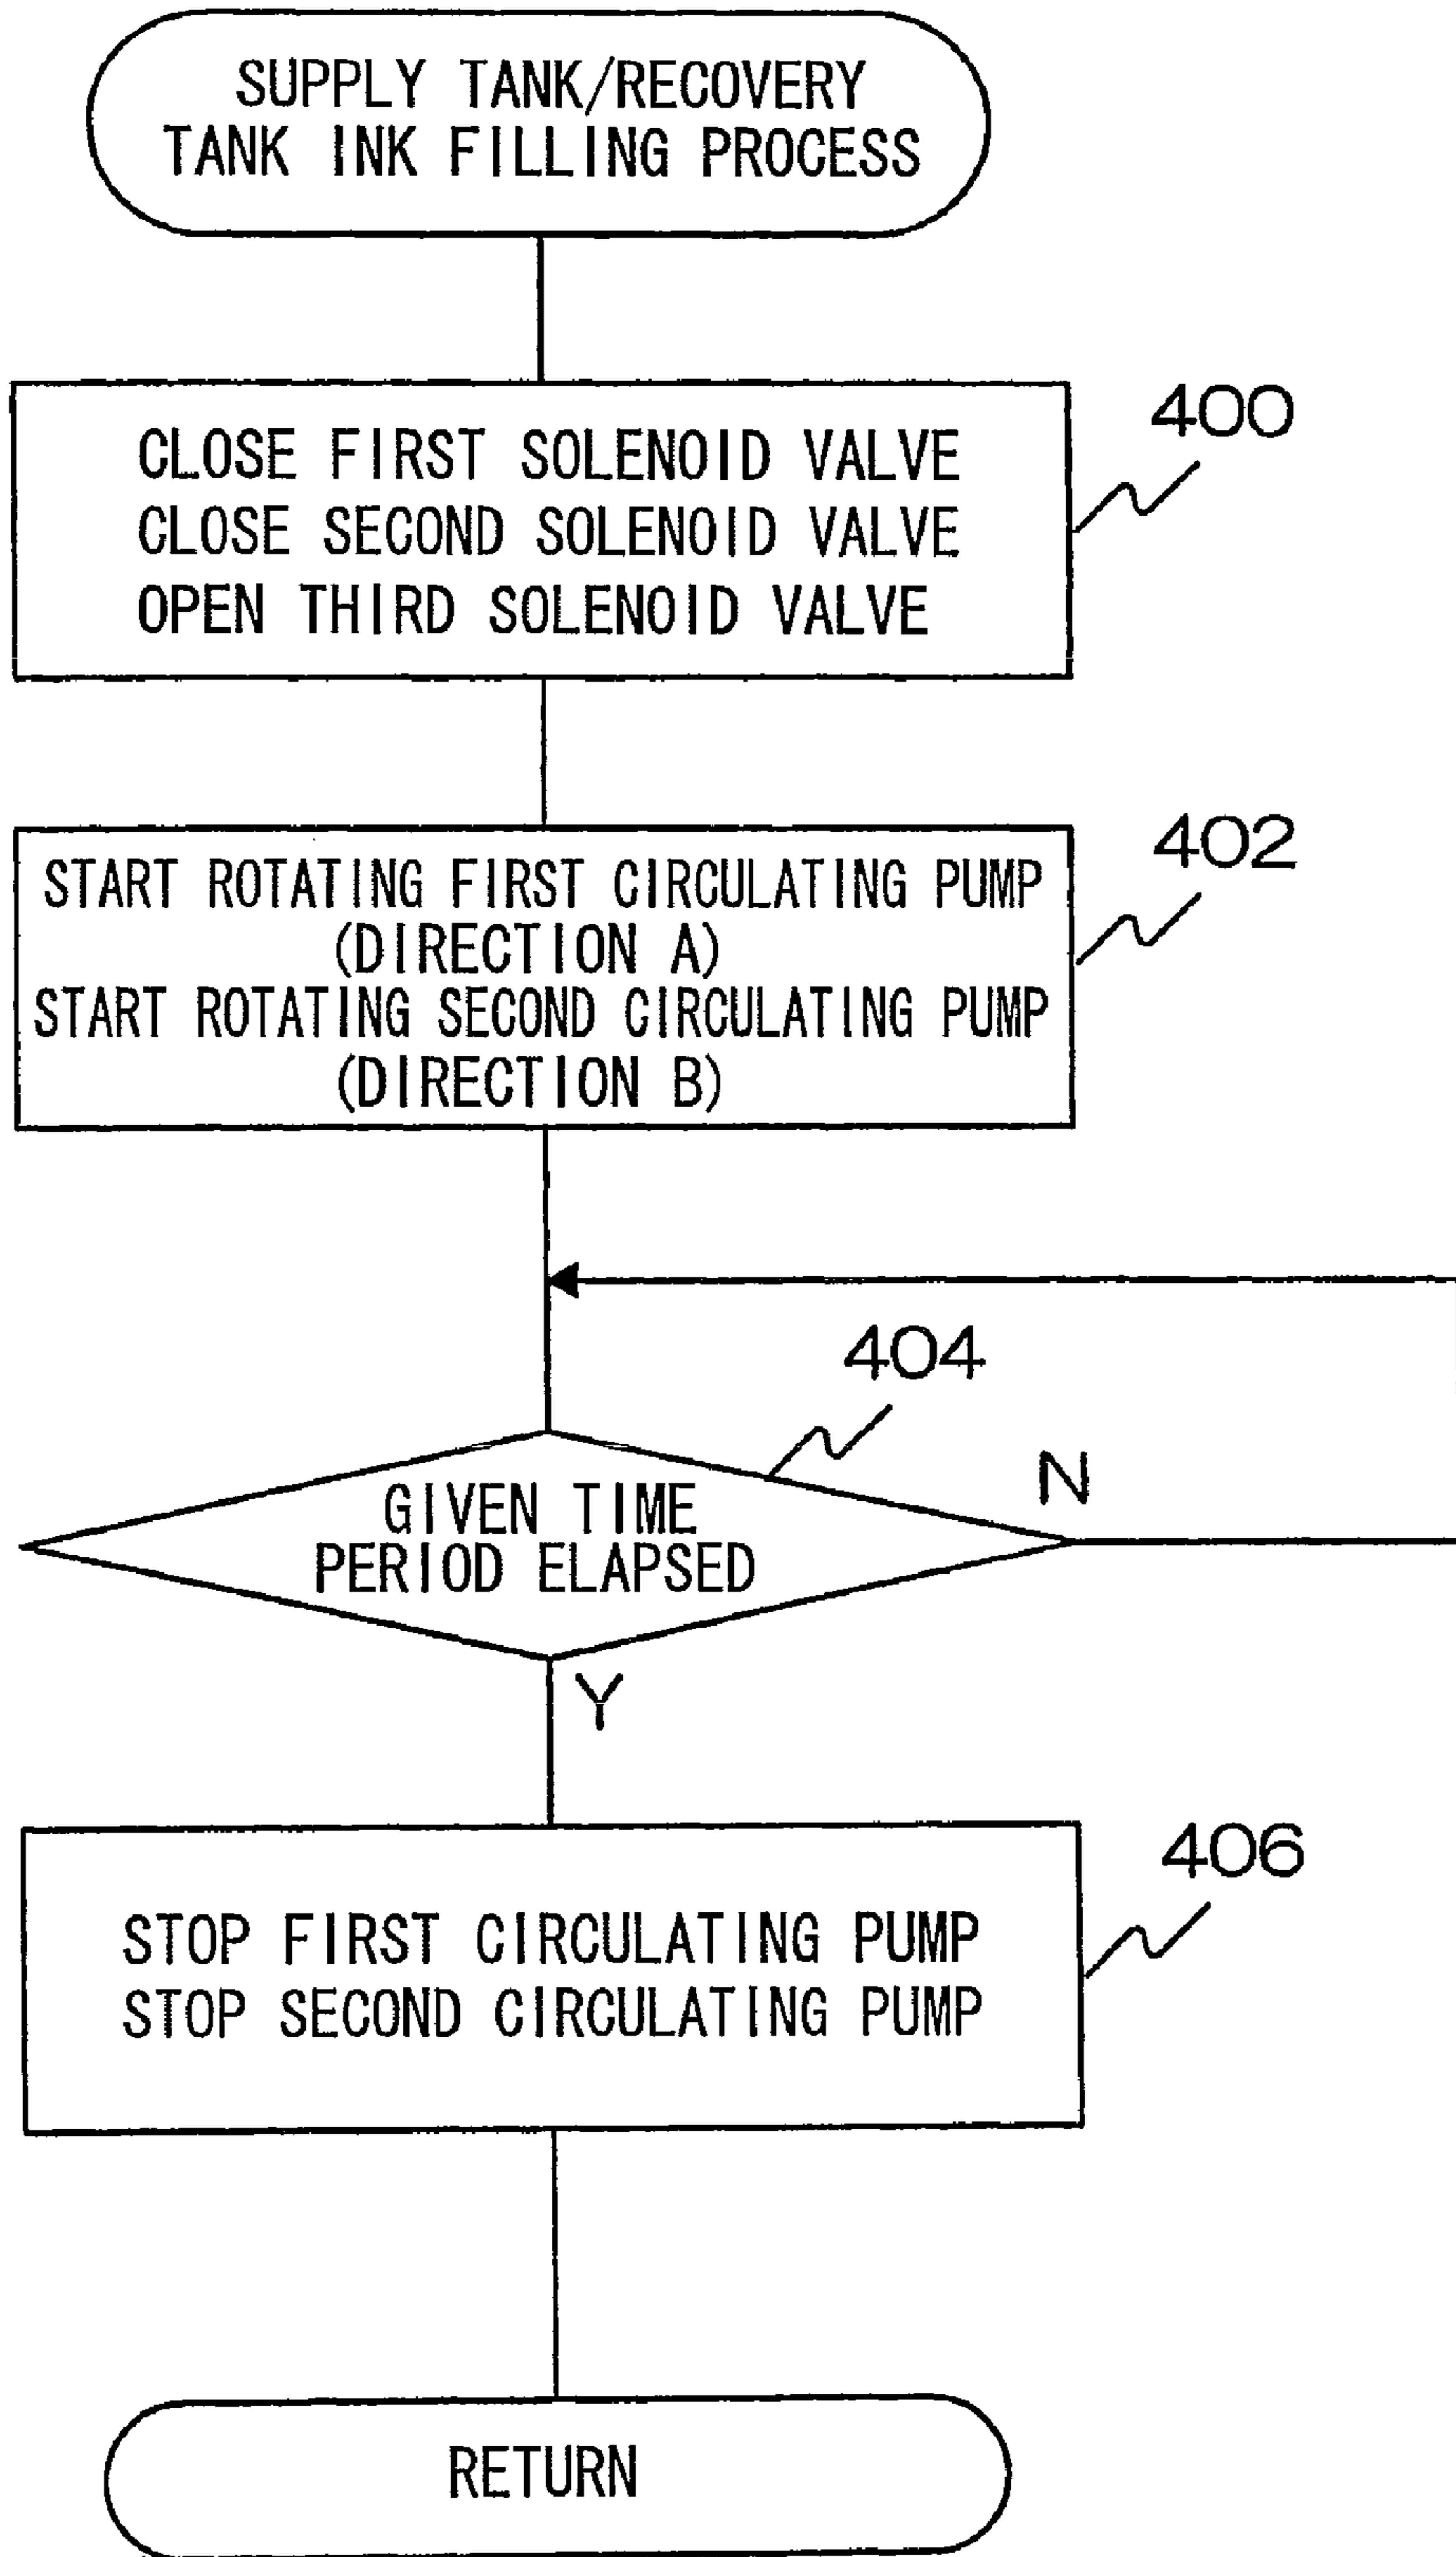 SUPPLY TANK/RECOVERY
TANK INK FILLING PROCESS
CLOSE FIRST SOLENOID VALVE
CLOSE SECOND SOLENOID VALVE
OPEN THIRD SOLENOID VALVE
400
START ROTATING FIRST CIRCULATING PUMP
(DIRECTION A)
START ROTATING SECOND CIRCULATING PUMP
(DIRECTION B)
402
404
GIVEN TIME
PERIOD ELAPSED
N
Y
STOP FIRST CIRCULATING PUMP
STOP SECOND CIRCULATING PUMP
406
RETURN